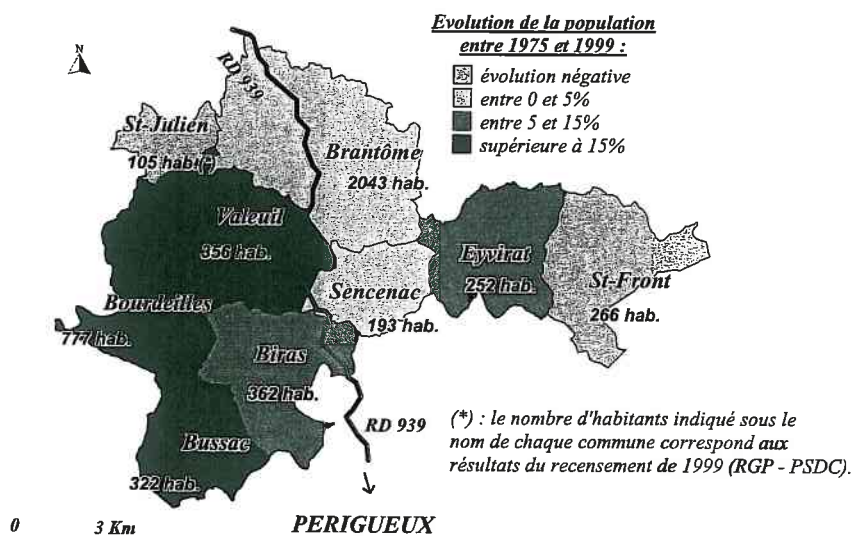 Evolution de la population
entre 1975 et 1999 :
évolution négative
entre 0 et 5%
entre 5 et 15%
supérieure à 15%
N
RD 939
St-Julien
105 hab.(*)
Brantôme
2043 hab.
Valeuil
356 hab.
Eyvirat
252 hab.
St-Front
266 hab.
Sencenac
193 hab.
Bourdeilles
777 hab.
Biras
362 hab.
RD 939
Bussac
322 hab.
(*) : le nombre d'habitants indiqué sous le
nom de chaque commune correspond aux
résultats du recensement de 1999 (RGP - PSDC).
0 3 Km
PERIGUEUX